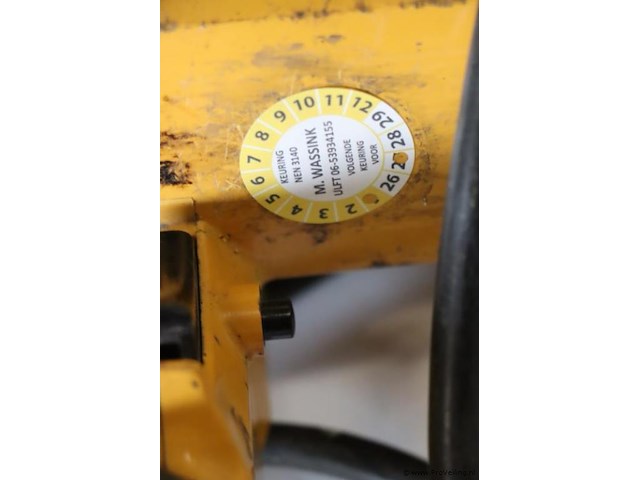 KEURING
NEN 3140
M. WASSINK
ULFT 06-53934155
VOLGENDE
KEURING
VOOR
2 3 4 5 6 7 8 9 10 11 12
29 28 2 26